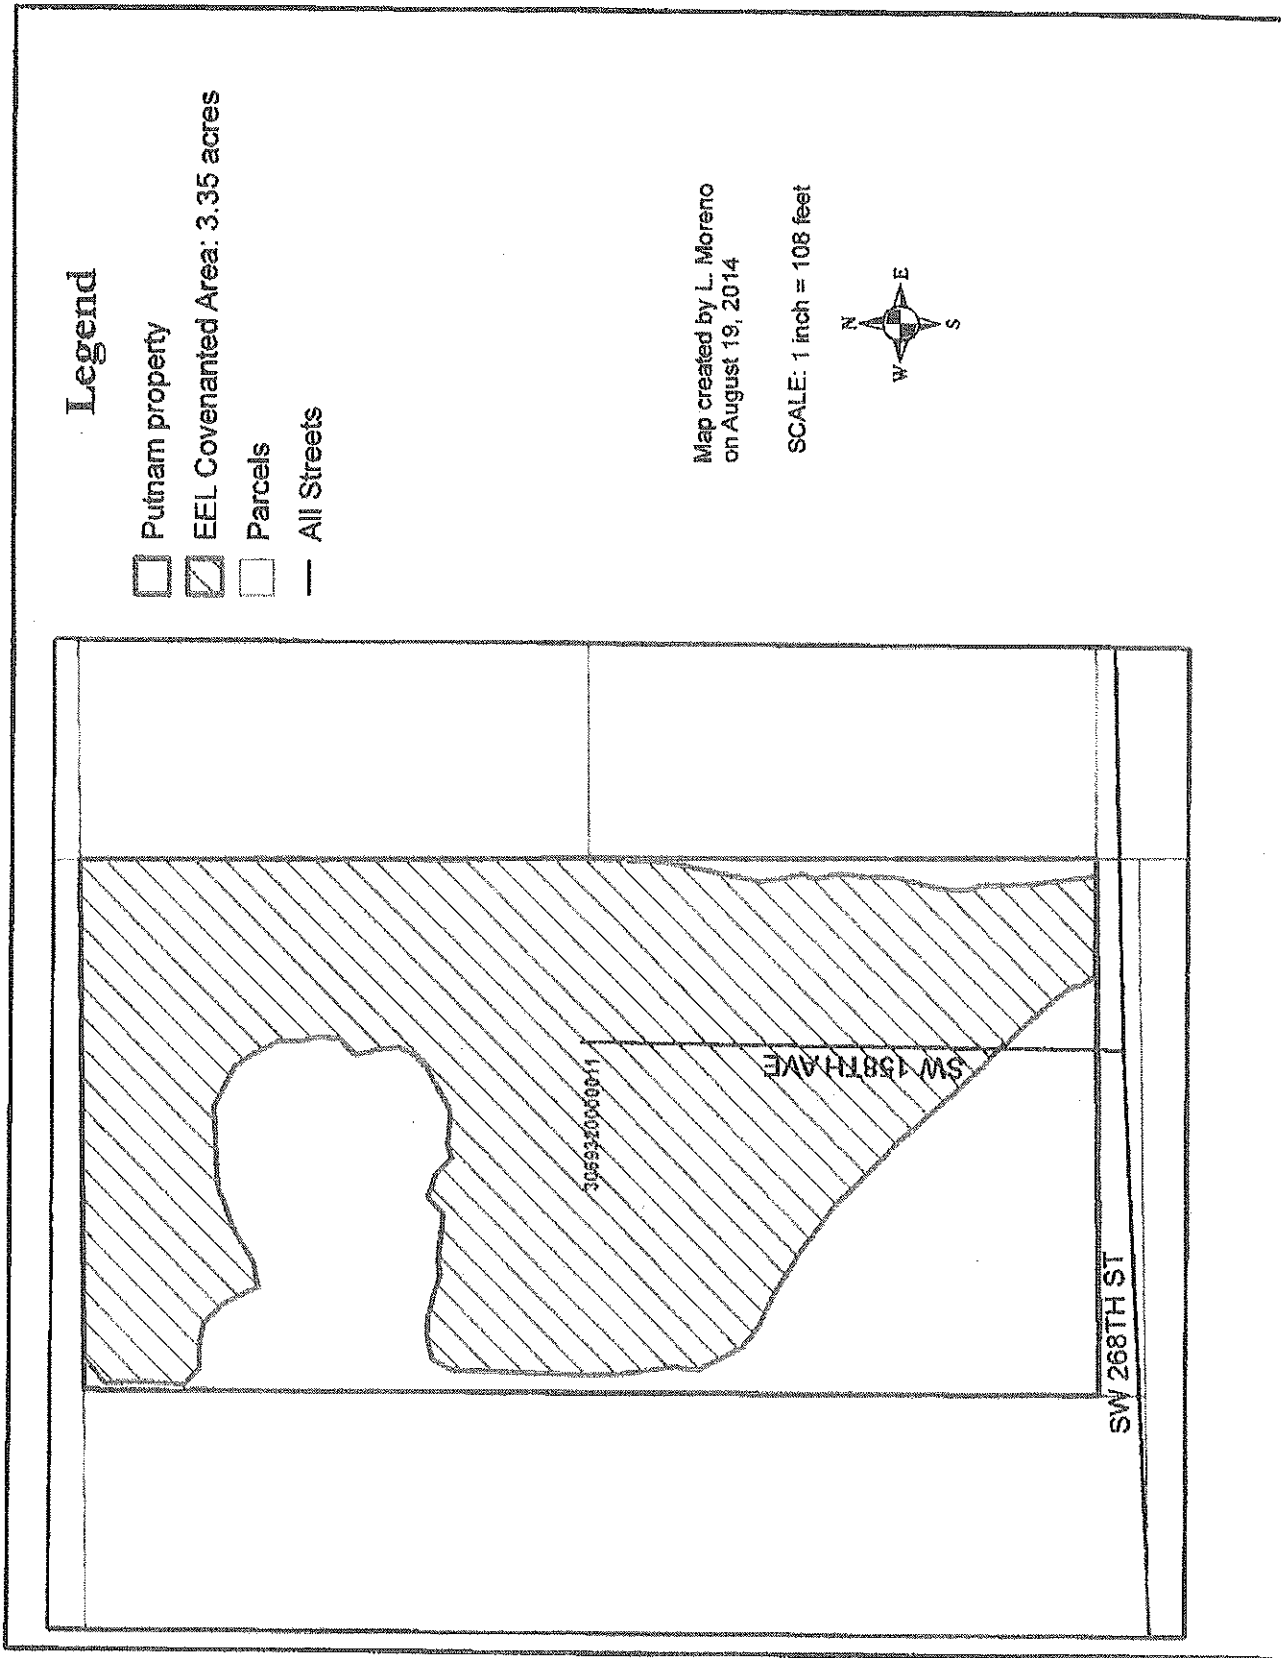 Legend
Putnam property
EEL Covenanted Area: 3.35 acres
Parcels
All Streets
Map created by L. Moreno
on August 19, 2014
SCALE: 1 inch = 108 feet
N
W E
S
3069320000011
SW 158TH AVE
SW 268TH ST